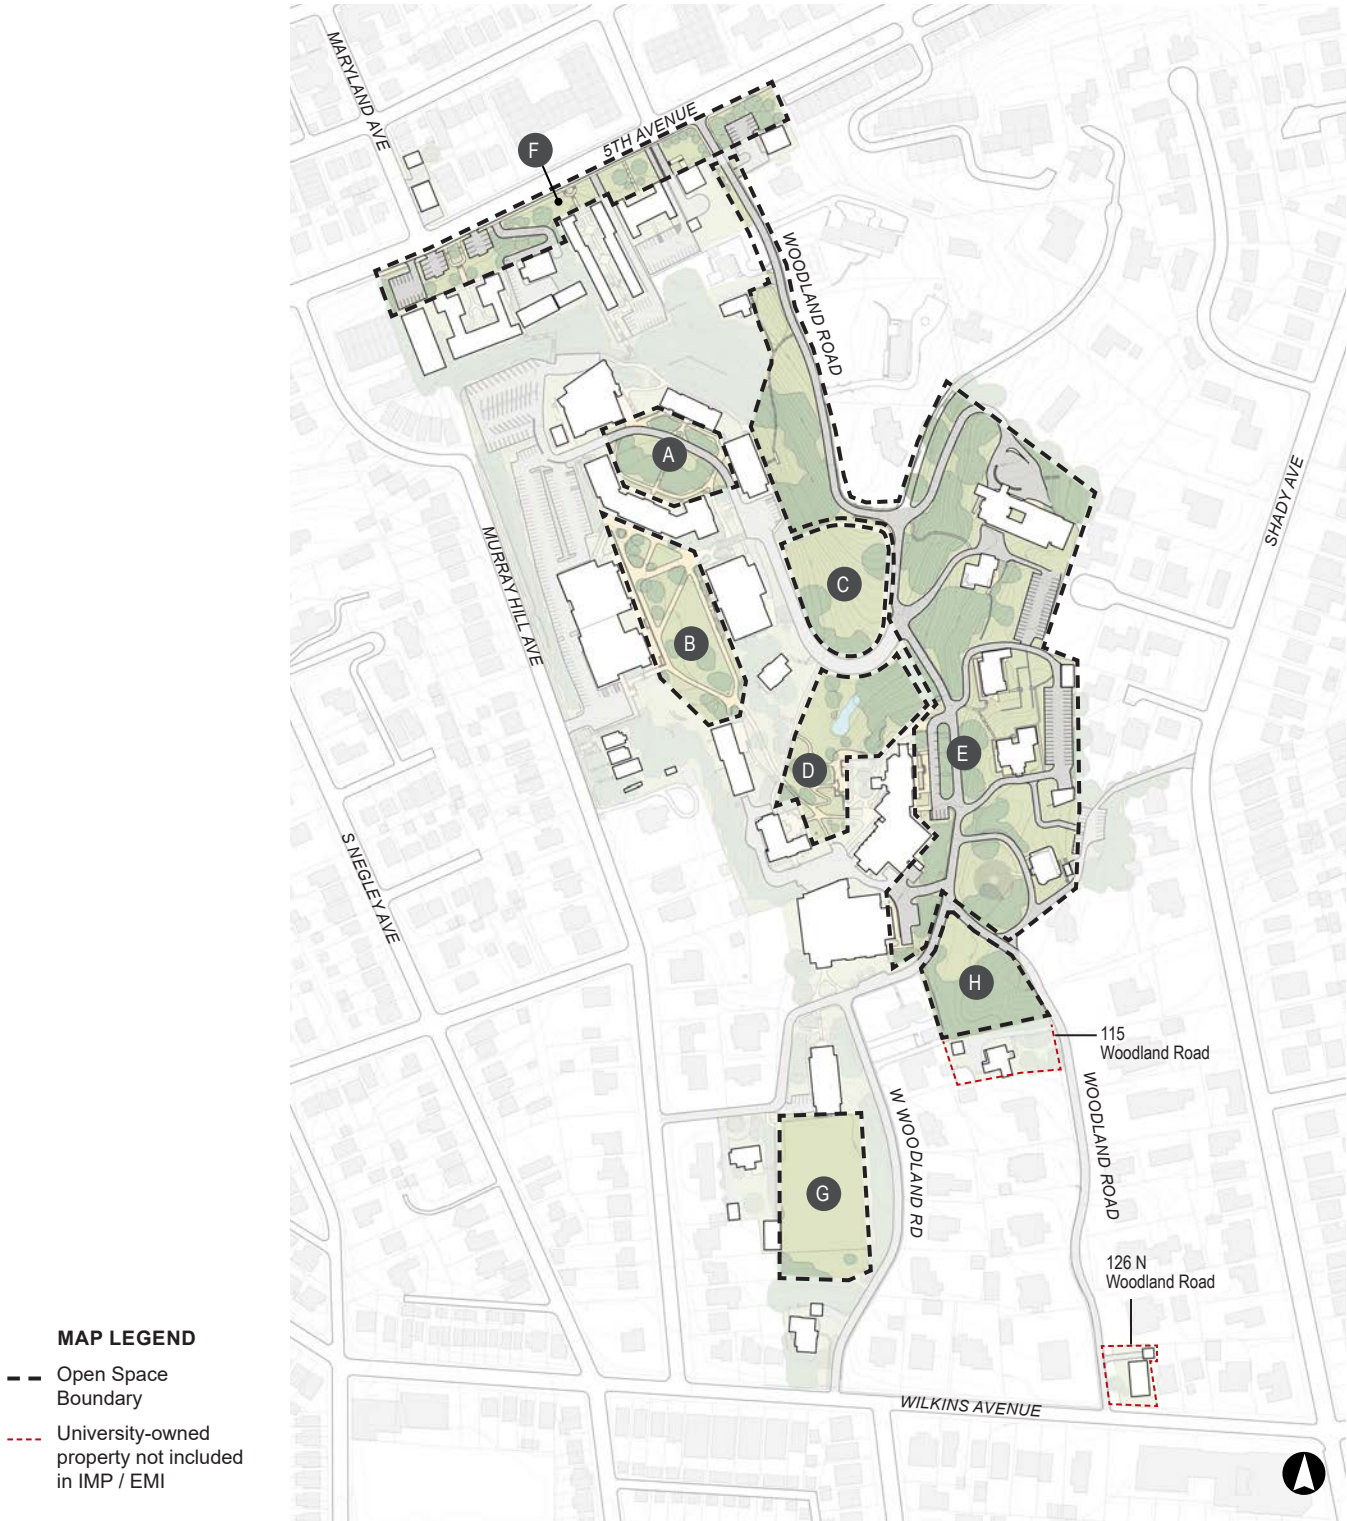 MARYLAND AVE
5TH AVENUE
F
WOODLAND ROAD
A
SHADY AVE
MURRAY HILL AVE
C
B
E
D
S NEGLEY AVE
H
115
Woodland Road
W WOODLAND RD
WOODLAND ROAD
G
126 N
Woodland Road
WILKINS AVENUE
MAP LEGEND
Open Space
Boundary
University-owned
property not included
in IMP / EMI